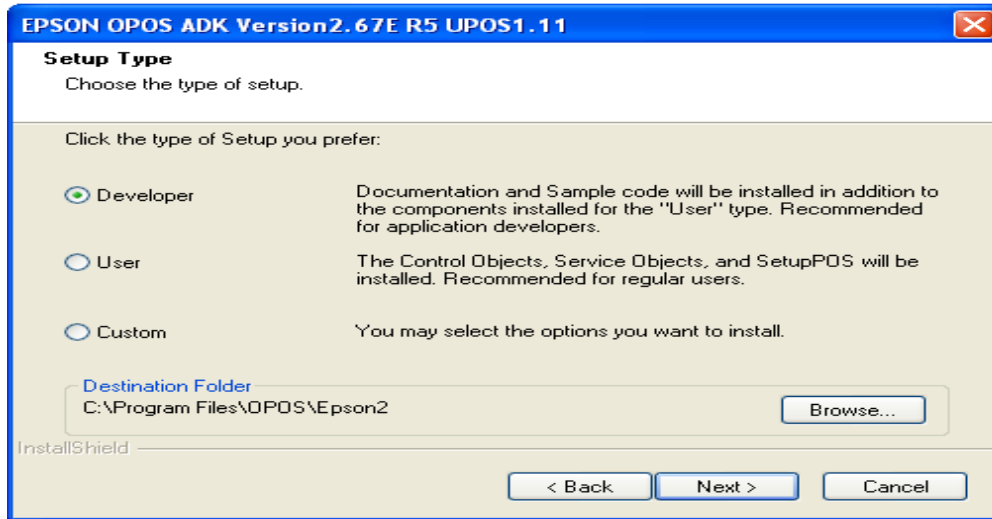 EPSON OPOS ADK Version2.67E R5 UPOS1.11
Setup Type
Choose the type of setup.
Click the type of Setup you prefer:
Developer
Documentation and Sample code will be installed in addition to
the components installed for the "User" type. Recommended
for application developers.
User
The Control Objects, Service Objects, and SetupPOS will be
installed. Recommended for regular users.
Custom
You may select the options you want to install.
Destination Folder
C:\Program Files\OPOS\Epson2
Browse...
InstallShield
< Back
Next >
Cancel